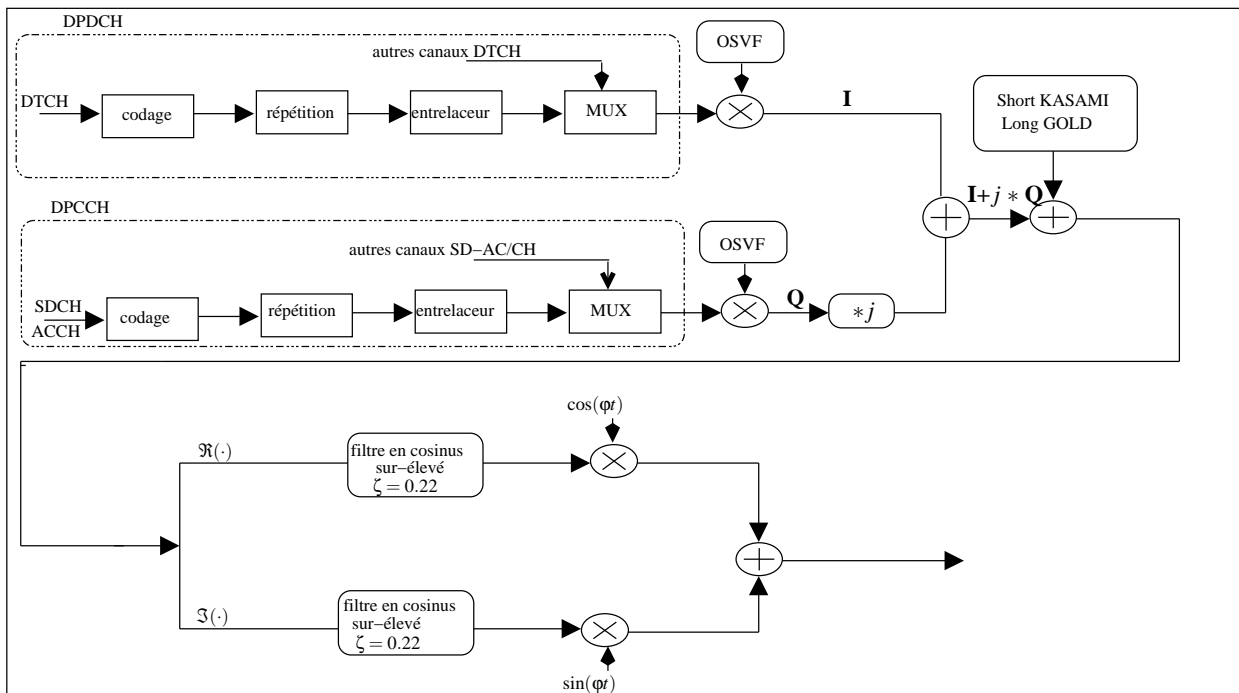 DPDCH
autres canaux DTCH
OSVF
DTCH
codage
répétition
entrelaceur
MUX
I
Short KASAMI
Long GOLD
DPCCH
I+j∗Q
autres canaux SD−AC/CH
OSVF
SDCH
ACCH
codage
répétition
entrelaceur
MUX
Q
∗j
cos(φt)
ℜ(·)
filtre en cosinus
sur−élevé
ζ = 0.22
ℑ(·)
filtre en cosinus
sur−élevé
ζ = 0.22
sin(φt)